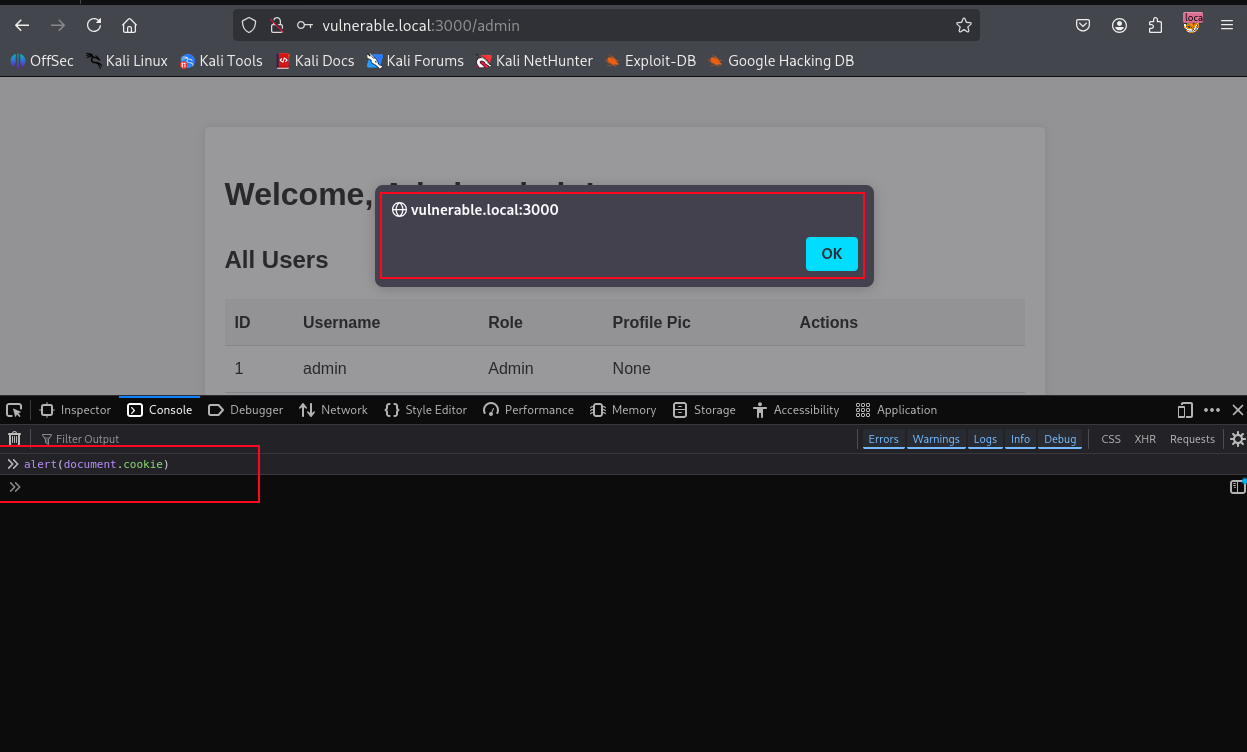 vulnerable.local:3000/admin
loca
OffSec Kali Linux Kali Tools Kali Docs Kali Forums Kali NetHunter Exploit-DB Google Hacking DB
Welcome,
vulnerable.local:3000
OK
All Users
ID Username Role Profile Pic Actions
1 admin Admin None
Inspector Console Debugger Network Style Editor Performance Memory Storage Accessibility Application
Filter Output Errors Warnings Logs Info Debug CSS XHR Requests
alert(document.cookie)